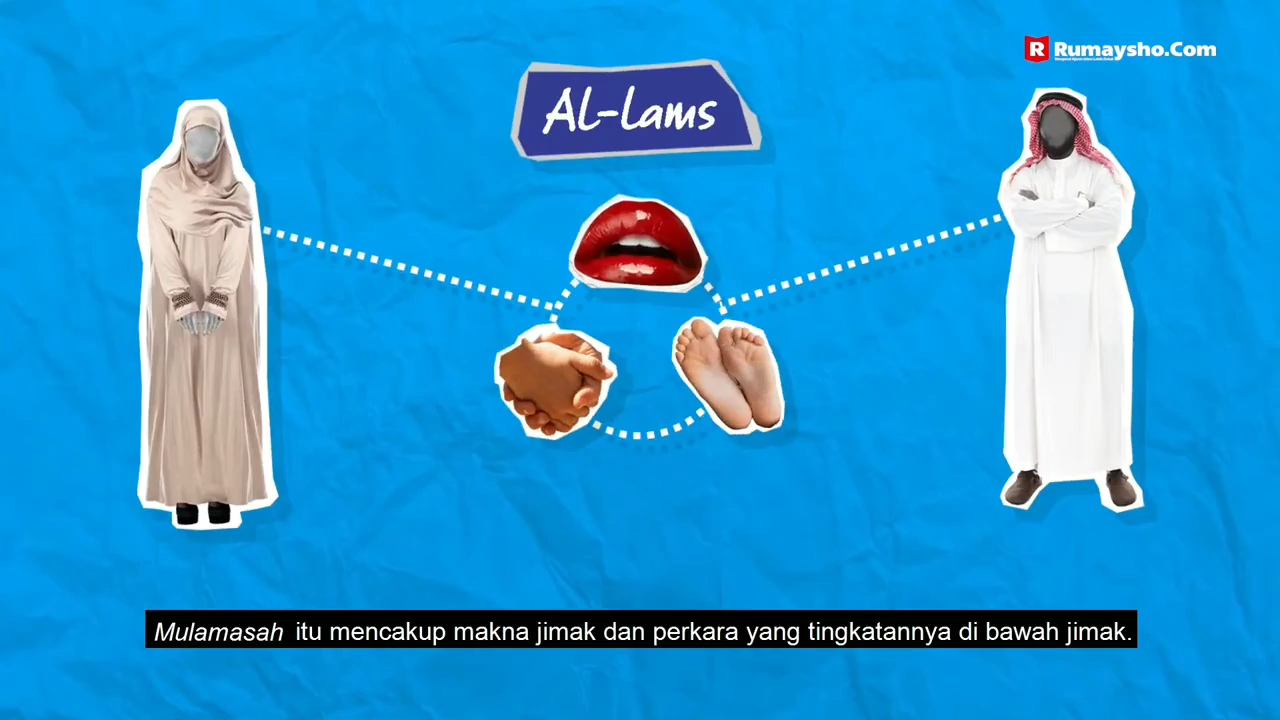 Rumaysho.Com
Al-lams
Mulamasah itu mencakup makna jimak dan perkara yang tingkatannya di bawah jimak.